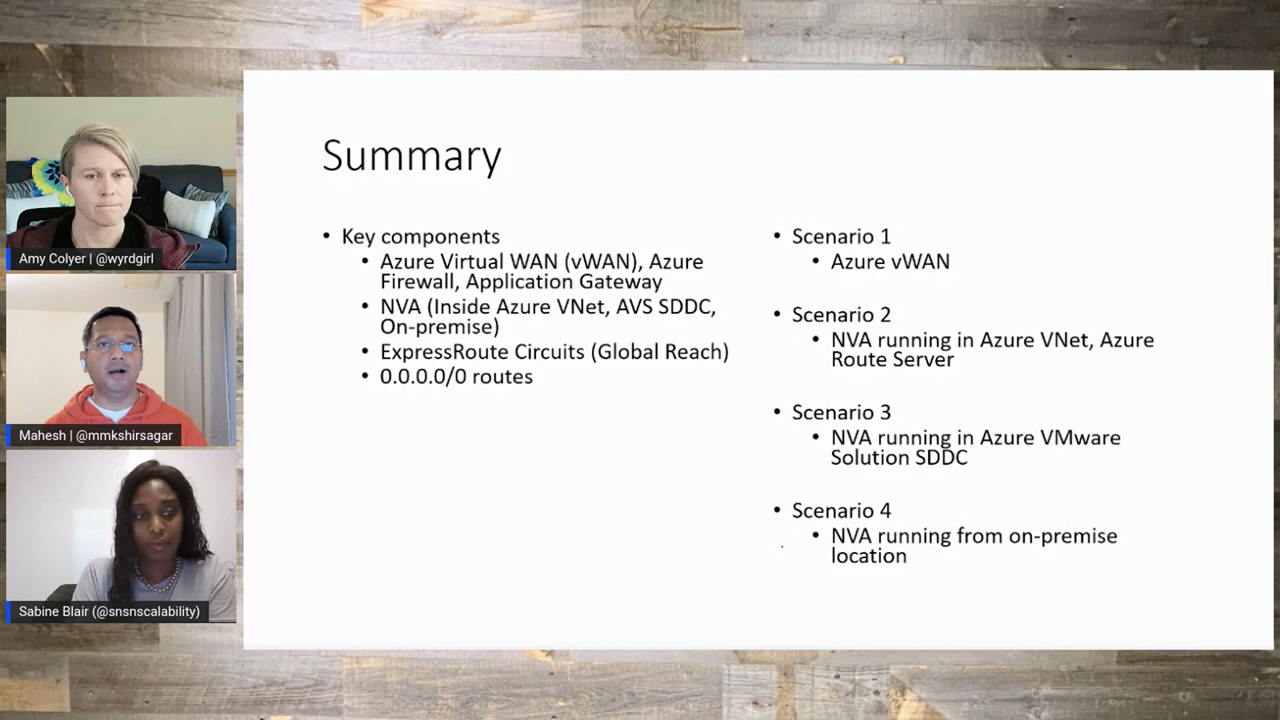 Summary
• Key components
• Azure Virtual WAN (vWAN), Azure
Firewall, Application Gateway
• NVA (Inside Azure VNet, AVS SDDC,
On-premise)
• ExpressRoute Circuits (Global Reach)
• 0.0.0.0/0 routes
• Scenario 1
• Azure vWAN
• Scenario 2
• NVA running in Azure VNet, Azure
Route Server
• Scenario 3
• NVA running in Azure VMware
Solution SDDC
• Scenario 4
• NVA running from on-premise
location
Amy Colyer | @wyrdgirl
Mahesh | @mmkshirsagar
Sabine Blair (@snsnscalability)